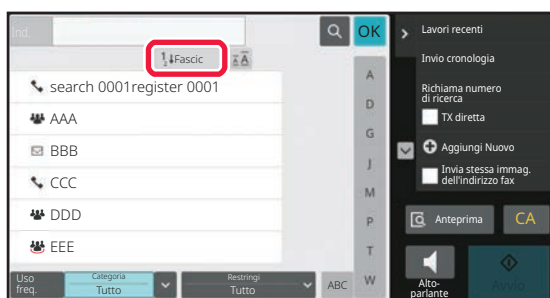 Ind.
OK
1↓Fascic
AA
search 0001register 0001
AAA
BBB
CCC
DDD
EEE
A
D
G
J
M
P
T
W
Uso
freq.
Categoria
Tutto
Restringi
Tutto
ABC
Lavori recenti
Invio cronologia
Richiama numero
di ricerca
TX diretta
Aggiungi Nuovo
Invia stessa immag.
dell'indirizzo fax
Anteprima
CA
Alto-
parlante
Avvio